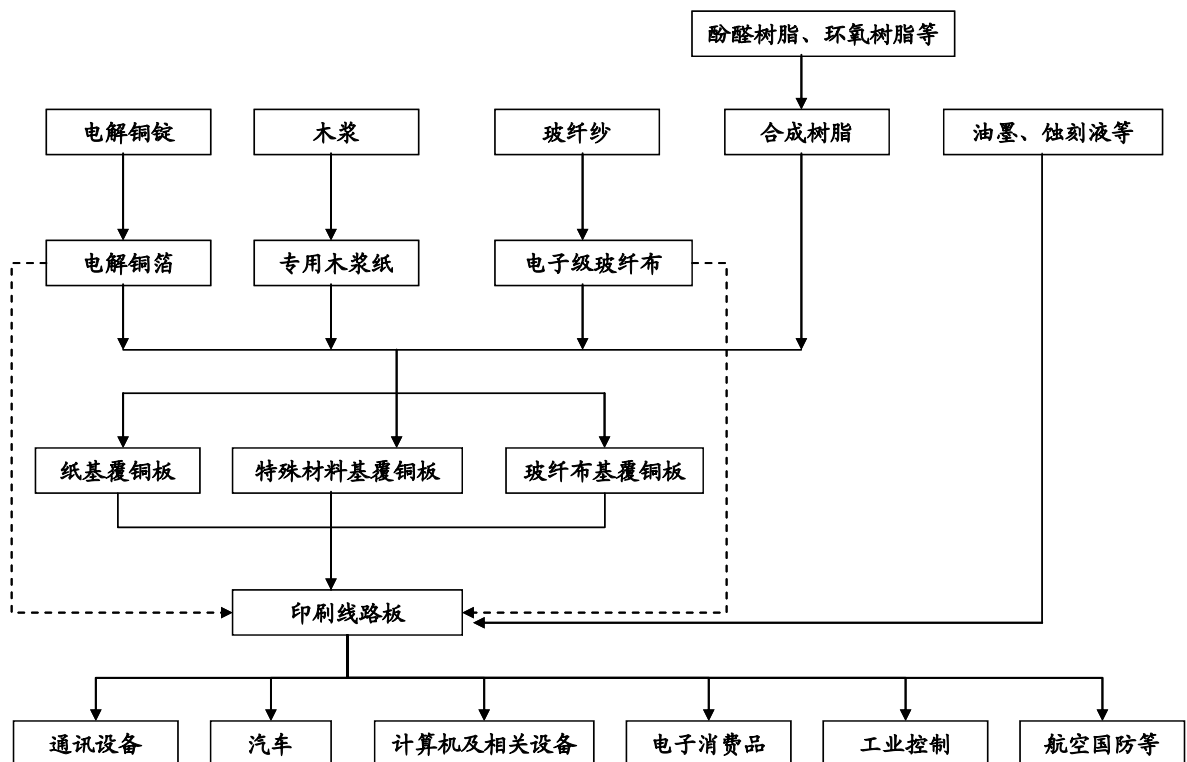 酚醛树脂、环氧树脂等
电解铜锭
木浆
玻纤纱
合成树脂
油墨、蚀刻液等
电解铜箔
专用木浆纸
电子级玻纤布
纸基覆铜板
特殊材料基覆铜板
玻纤布基覆铜板
印刷线路板
通讯设备
汽车
计算机及相关设备
电子消费品
工业控制
航空国防等